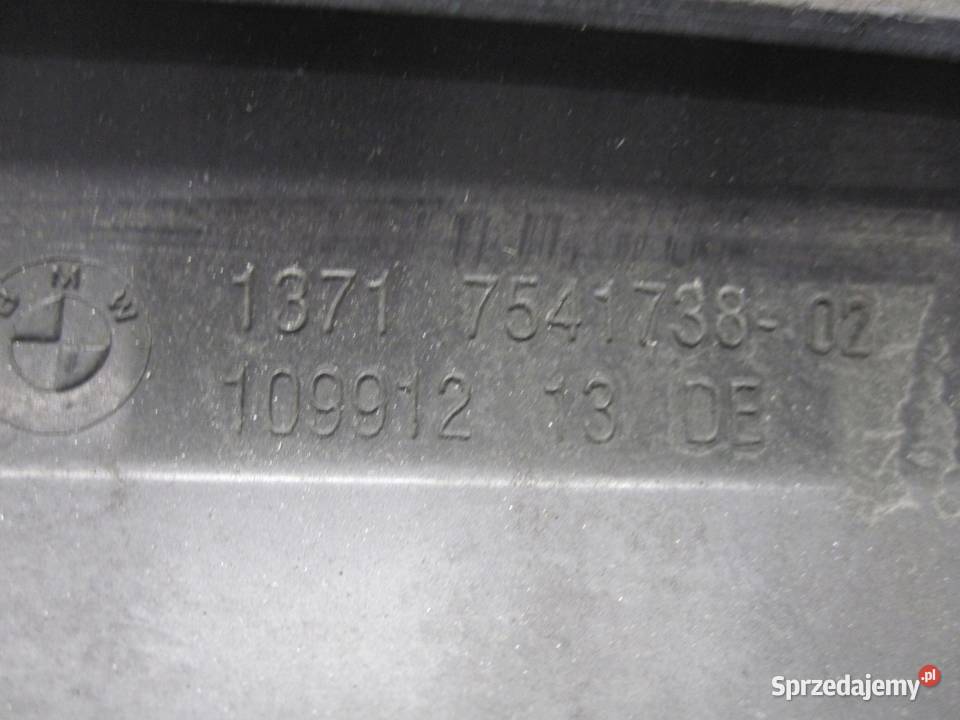 BMW
1371 7541738-02
109912 13 DE
Sprzedajemy.pl